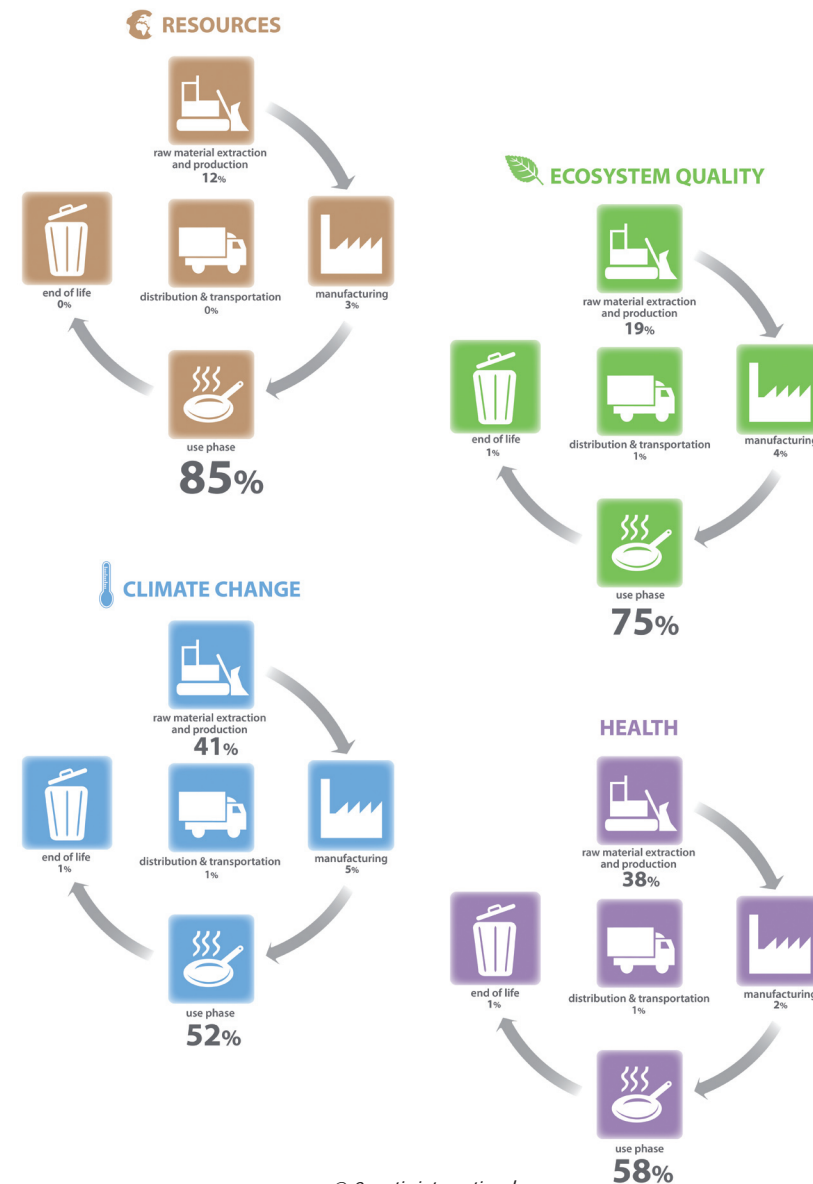 RESOURCES
raw material extraction
and production
12%
end of life
0%
distribution & transportation
0%
manufacturing
3%
use phase
85%
ECOSYSTEM QUALITY
raw material extraction
and production
19%
end of life
1%
distribution & transportation
1%
manufacturing
4%
use phase
75%
CLIMATE CHANGE
raw material extraction
and production
41%
end of life
1%
distribution & transportation
1%
manufacturing
5%
use phase
52%
HEALTH
raw material extraction
and production
38%
end of life
1%
distribution & transportation
1%
manufacturing
2%
use phase
58%